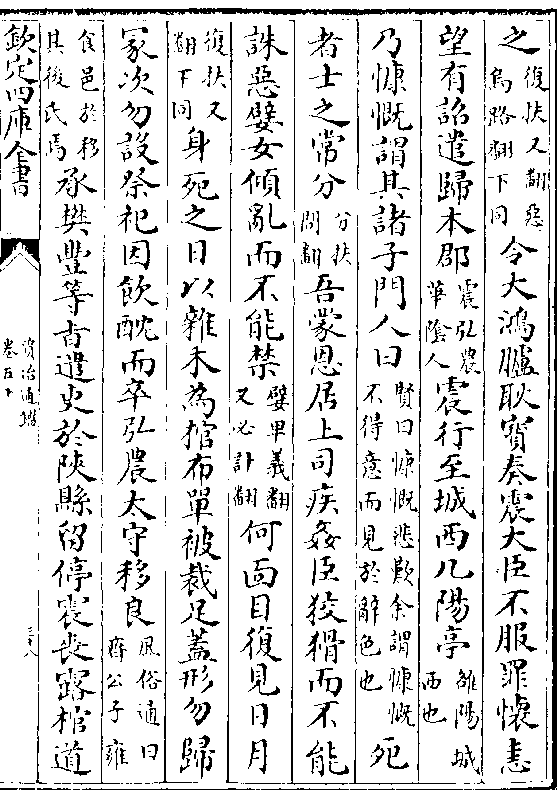 之復扶又翻惡烏路翻下同令大鴻臚耿寳奏震大臣不服罪懷恚
望有詔遣歸本郡震弘農華隂人震行至城西几陽亭雒陽城西也
乃慷慨謂其諸子門人曰賢曰慷慨悲歎余謂慷慨不得意而見於辭色也死
者士之常分分扶問翻吾蒙恩居上司疾姦臣狡猾而不能
誅惡嬖女傾亂而不能禁嬖卑義翻又必計翻何面目復見日月
復扶又翻下同身死之日以雜木為棺布單被裁足蓋形勿歸
冡次勿設祭祀因飲酖而卒弘農太守移良風俗通曰齊公子雍
食邑於移其後氏焉承樊豐等旨遣吏於陜縣留停震喪露棺道
欽定四庫全書
資治通鑑
卷五十
三十八